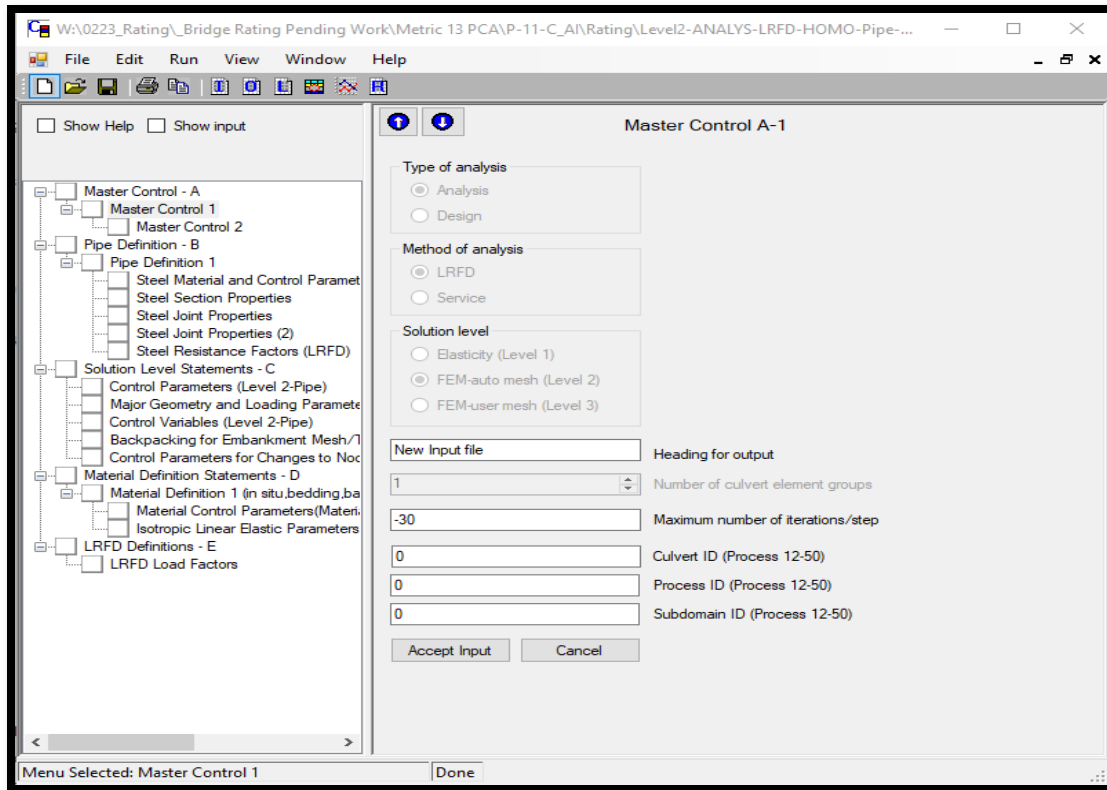 W:\0223_Rating\_Bridge Rating Pending Work\Metric 13 PCA\P-11-C_AI\Rating\Level2-ANALYS-LRFD-HOMO-Pipe-...
File Edit Run View Window Help
Show Help Show input
Master Control - A
Master Control 1
Master Control 2
Pipe Definition - B
Pipe Definition 1
Steel Material and Control Paramet
Steel Section Properties
Steel Joint Properties
Steel Joint Properties (2)
Steel Resistance Factors (LRFD)
Solution Level Statements - C
Control Parameters (Level 2-Pipe)
Major Geometry and Loading Paramete
Control Variables (Level 2-Pipe)
Backpacking for Embankment Mesh/T
Control Parameters for Changes to Noc
Material Definition Statements - D
Material Definition 1 (in situ,bedding,ba
Material Control Parameters(Materi
Isotropic Linear Elastic Parameters
LRFD Definitions - E
LRFD Load Factors
Master Control A-1
Type of analysis
Analysis
Design
Method of analysis
LRFD
Service
Solution level
Elasticity (Level 1)
FEM-auto mesh (Level 2)
FEM-user mesh (Level 3)
New Input file Heading for output
1 Number of culvert element groups
-30 Maximum number of iterations/step
0 Culvert ID (Process 12-50)
0 Process ID (Process 12-50)
0 Subdomain ID (Process 12-50)
Accept Input Cancel
Menu Selected: Master Control 1 Done